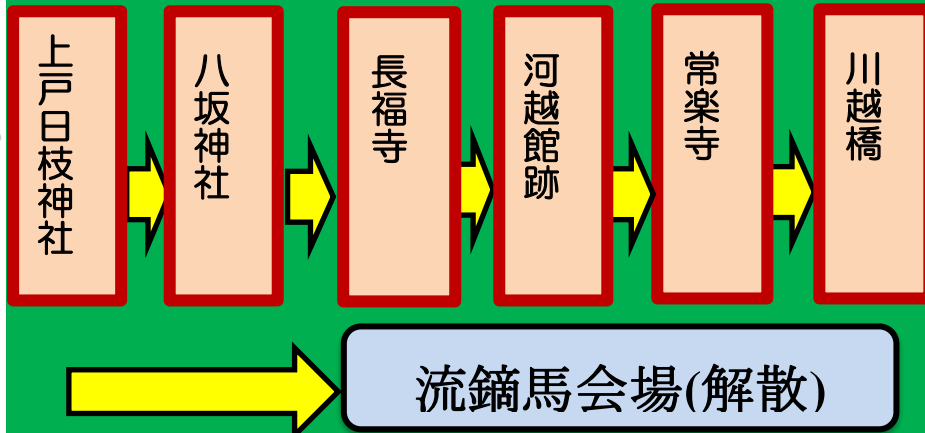 上戸日枝神社
八坂神社
長福寺
河越館跡
常楽寺
川越橋
流鏑馬会場(解散)